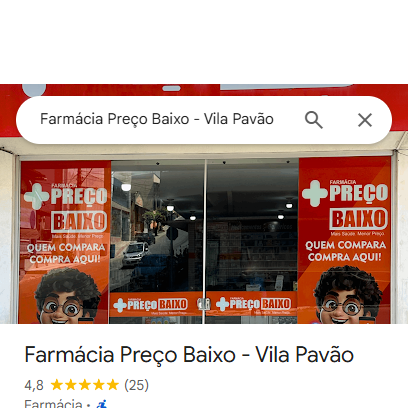 Farmácia Preço Baixo - Vila Pavão
FARMÁCIA
PREÇO
BAIXO
Mais Saúde Menor Preço
QUEM COMPARA
COMPRA AQUI!
FARMÁCIA
PREÇO
BAIXO
Mais Saúde Menor Preço
QUEM COMPARA
COMPRA AQUI!
PREÇO BAIXO
PREÇO BAIXO
Farmácia Preço Baixo - Vila Pavão
4,8 (25)
Farmácia ·